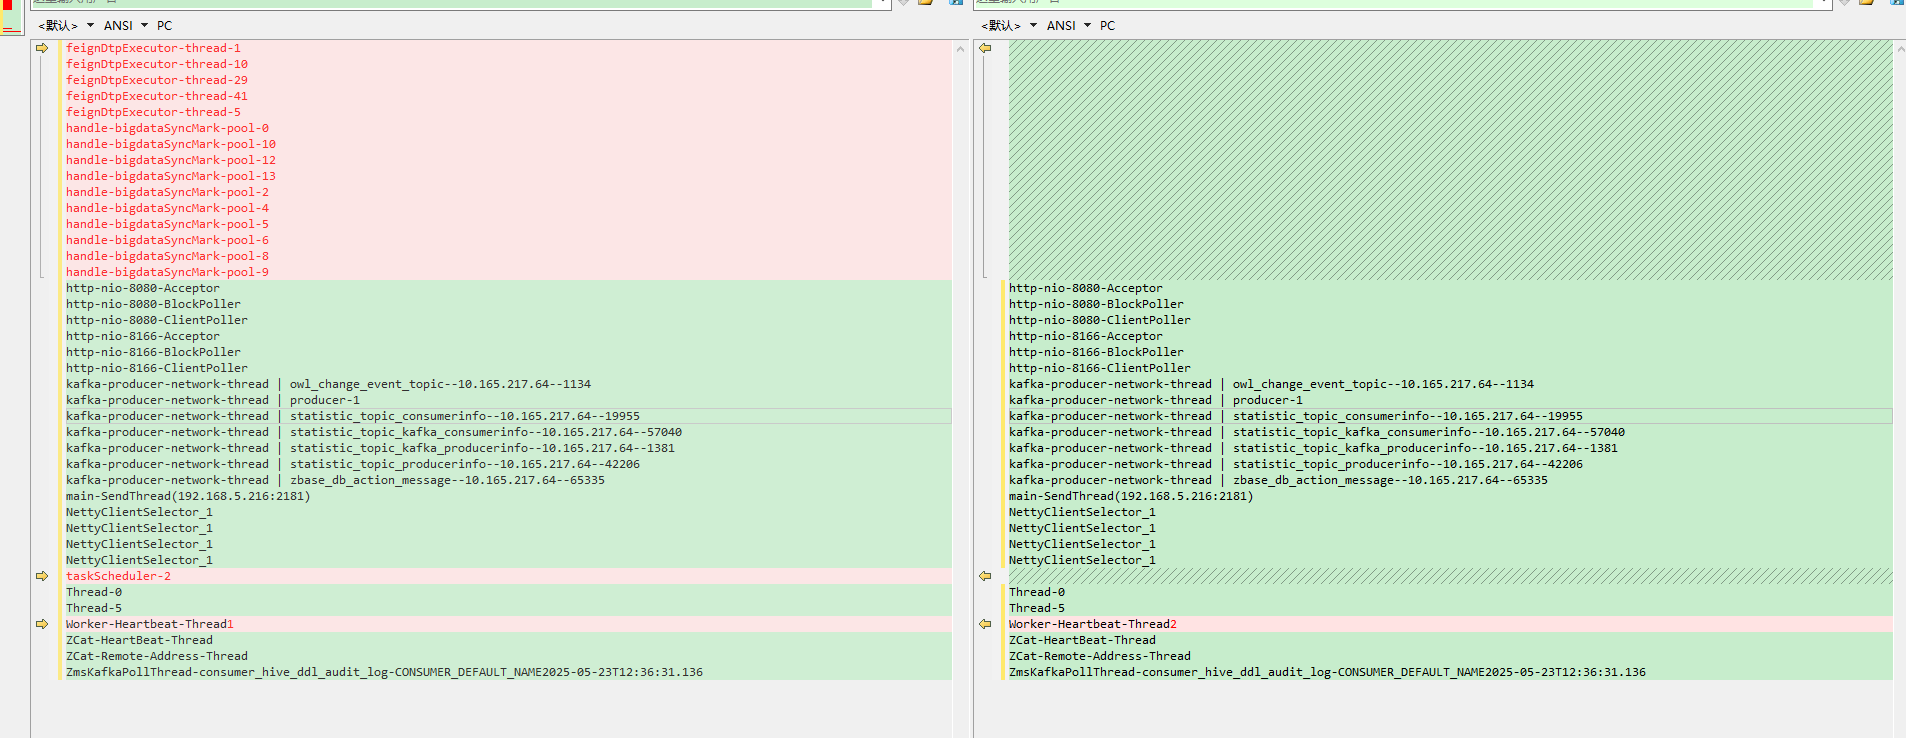 <默认> ANSI PC
feignDtpExecutor-thread-1
feignDtpExecutor-thread-10
feignDtpExecutor-thread-29
feignDtpExecutor-thread-41
feignDtpExecutor-thread-5
handle-bigdataSyncMark-pool-0
handle-bigdataSyncMark-pool-10
handle-bigdataSyncMark-pool-12
handle-bigdataSyncMark-pool-13
handle-bigdataSyncMark-pool-2
handle-bigdataSyncMark-pool-4
handle-bigdataSyncMark-pool-5
handle-bigdataSyncMark-pool-6
handle-bigdataSyncMark-pool-8
handle-bigdataSyncMark-pool-9
http-nio-8080-Acceptor
http-nio-8080-BlockPoller
http-nio-8080-ClientPoller
http-nio-8166-Acceptor
http-nio-8166-BlockPoller
http-nio-8166-ClientPoller
kafka-producer-network-thread | owl_change_event_topic--10.165.217.64--1134
kafka-producer-network-thread | producer-1
kafka-producer-network-thread | statistic_topic_consumerinfo--10.165.217.64--19955
kafka-producer-network-thread | statistic_topic_kafka_consumerinfo--10.165.217.64--57040
kafka-producer-network-thread | statistic_topic_kafka_producerinfo--10.165.217.64--1381
kafka-producer-network-thread | statistic_topic_producerinfo--10.165.217.64--42206
kafka-producer-network-thread | zbase_db_action_message--10.165.217.64--65335
main-SendThread(192.168.5.216:2181)
NettyClientSelector_1
NettyClientSelector_1
NettyClientSelector_1
NettyClientSelector_1
taskScheduler-2
Thread-0
Thread-5
Worker-Heartbeat-Thread1
ZCat-HeartBeat-Thread
ZCat-Remote-Address-Thread
ZmsKafkaPollThread-consumer_hive_ddl_audit_log-CONSUMER_DEFAULT_NAME2025-05-23T12:36:31.136
<默认> ANSI PC
http-nio-8080-Acceptor
http-nio-8080-BlockPoller
http-nio-8080-ClientPoller
http-nio-8166-Acceptor
http-nio-8166-BlockPoller
http-nio-8166-ClientPoller
kafka-producer-network-thread | owl_change_event_topic--10.165.217.64--1134
kafka-producer-network-thread | producer-1
kafka-producer-network-thread | statistic_topic_consumerinfo--10.165.217.64--19955
kafka-producer-network-thread | statistic_topic_kafka_consumerinfo--10.165.217.64--57040
kafka-producer-network-thread | statistic_topic_kafka_producerinfo--10.165.217.64--1381
kafka-producer-network-thread | statistic_topic_producerinfo--10.165.217.64--42206
kafka-producer-network-thread | zbase_db_action_message--10.165.217.64--65335
main-SendThread(192.168.5.216:2181)
NettyClientSelector_1
NettyClientSelector_1
NettyClientSelector_1
NettyClientSelector_1
Thread-0
Thread-5
Worker-Heartbeat-Thread2
ZCat-HeartBeat-Thread
ZCat-Remote-Address-Thread
ZmsKafkaPollThread-consumer_hive_ddl_audit_log-CONSUMER_DEFAULT_NAME2025-05-23T12:36:31.136